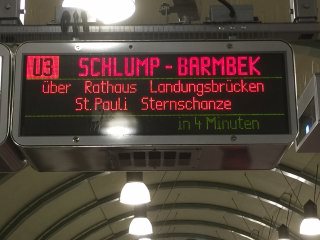 U3 SCHLUMP - BARMBEK
über Rathaus Landungsbrücken
St.Pauli Sternschanze
in 4 Minuten